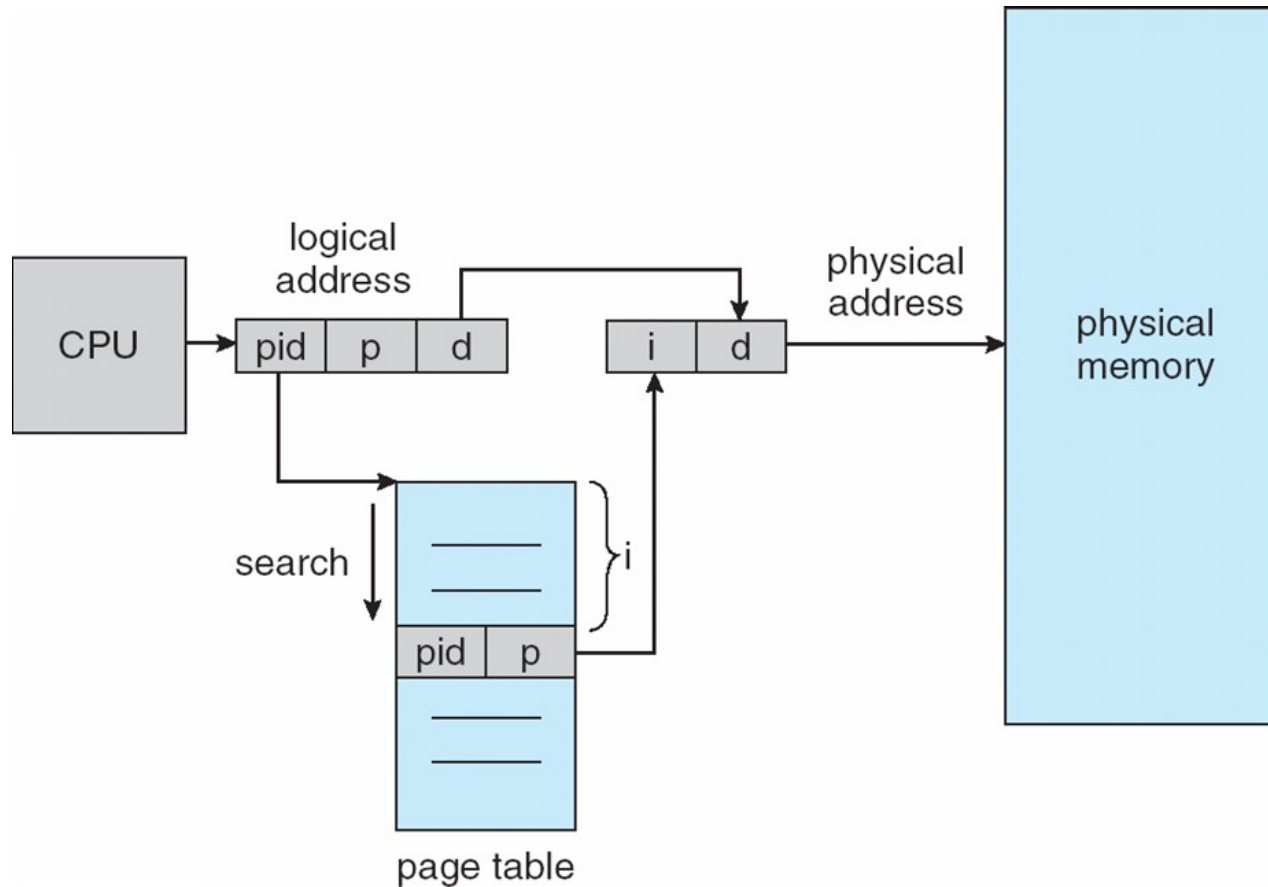 logical
address
physical
address
CPU
pid p d
i d
physical
memory
search
i
pid p
page table